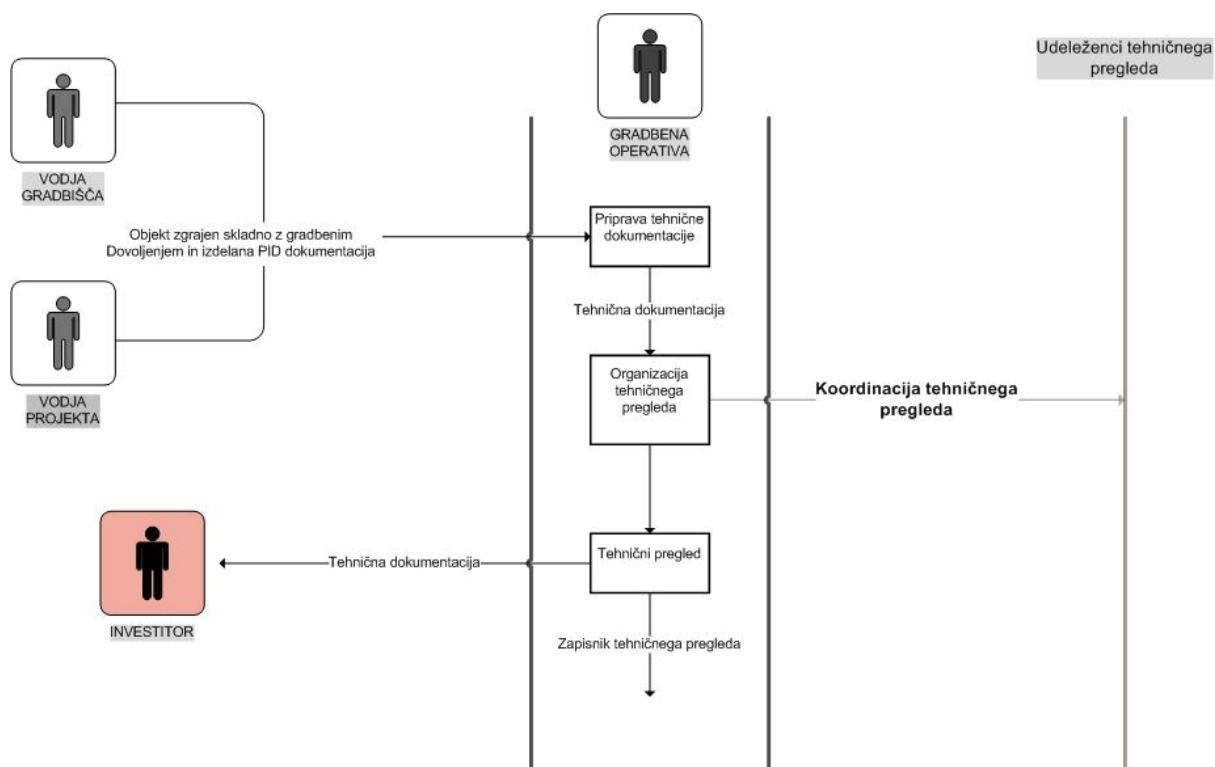 Udeleženci tehničnega
pregleda
GRADBENA
OPERATIVA
VODJA
GRADBIŠČA
Objekt zgrajen skladno z gradbenim
Dovoljenjem in izdelana PID dokumentacija
Priprava tehnične
dokumentacije
Tehnična dokumentacija
VODJA
PROJEKTA
Organizacija
tehničnega
pregleda
Koordinacija tehničnega
pregleda
Tehnični pregled
Tehnična dokumentacija
INVESTITOR
Zapisnik tehničnega pregleda